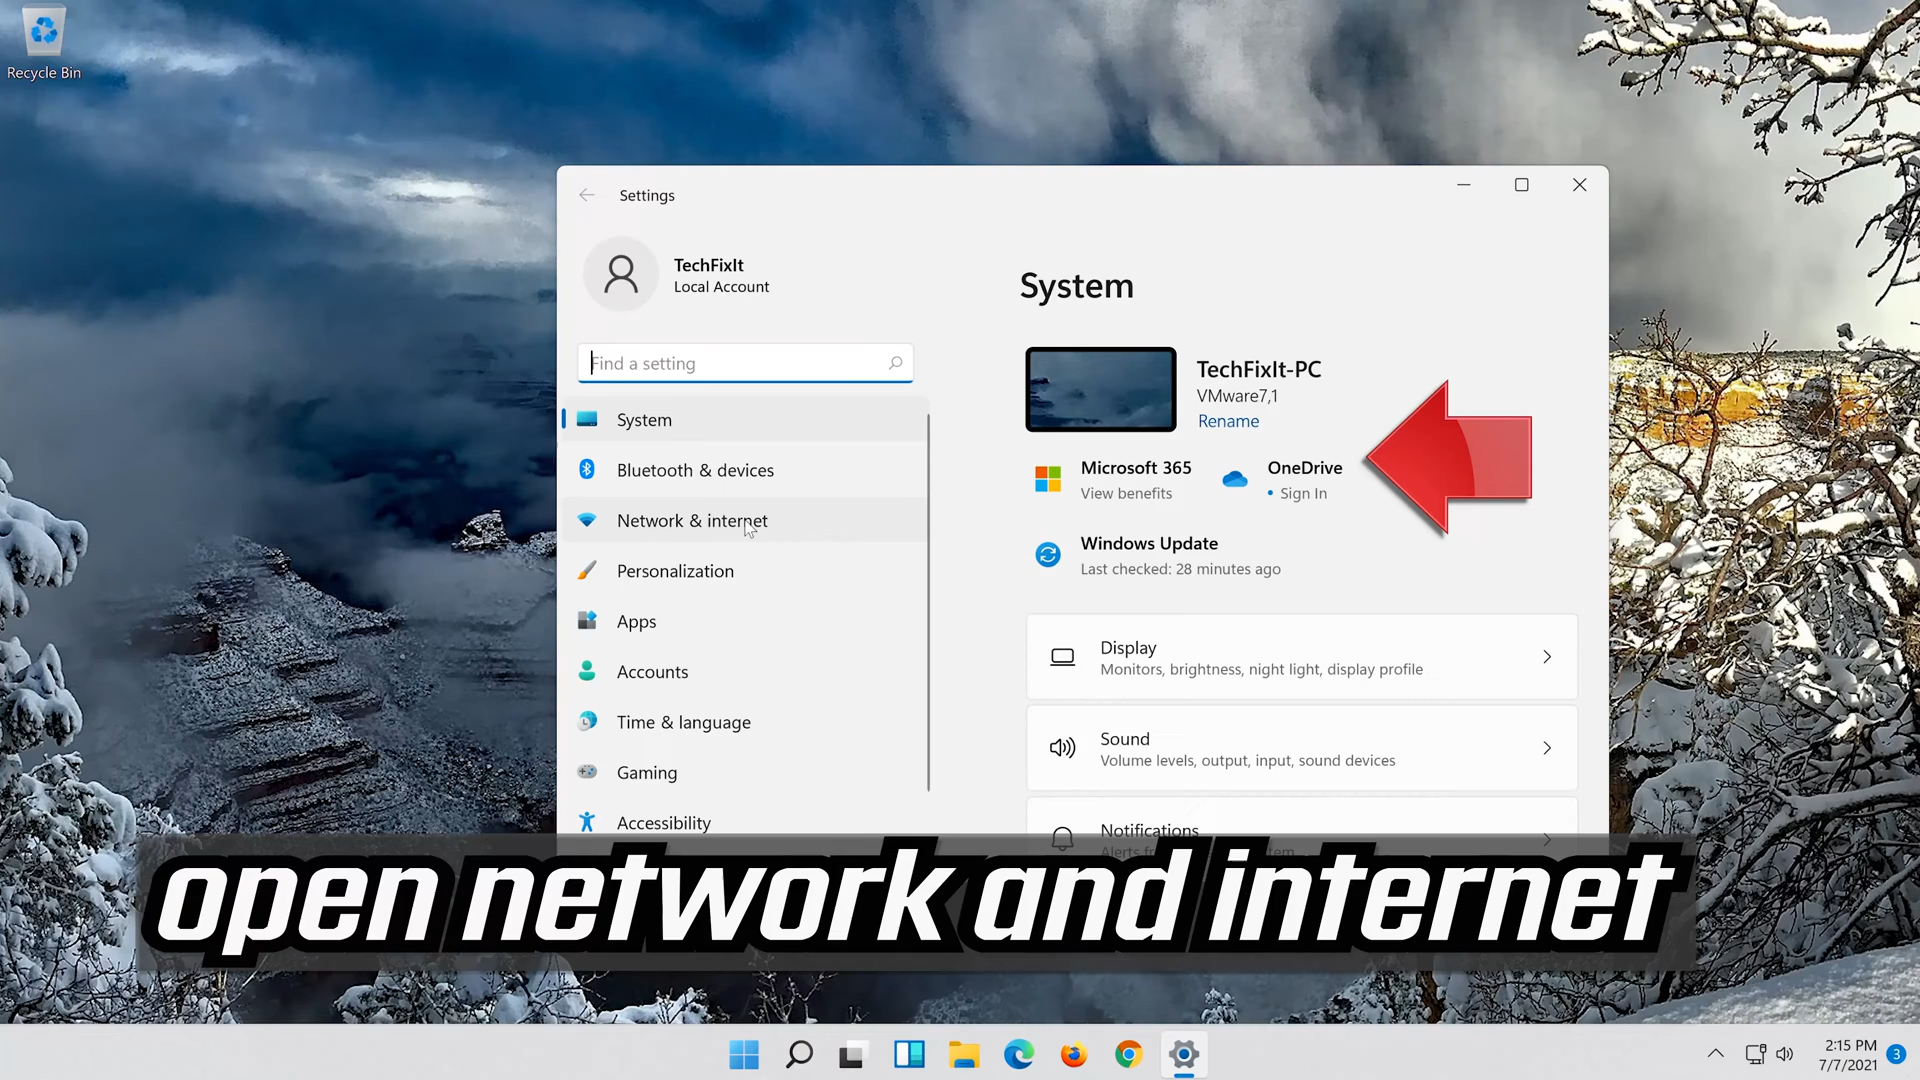 Recycle Bin
Settings
TechFixIt
Local Account
Find a setting
System
Bluetooth & devices
Network & internet
Personalization
Apps
Accounts
Time & language
Gaming
Accessibility
System
TechFixIt-PC
VMware7,1
Rename
Microsoft 365
View benefits
OneDrive
• Sign In
Windows Update
Last checked: 28 minutes ago
Display
Monitors, brightness, night light, display profile
Sound
Volume levels, output, input, sound devices
Notifications
open network and internet
2:15 PM
7/7/2021
3